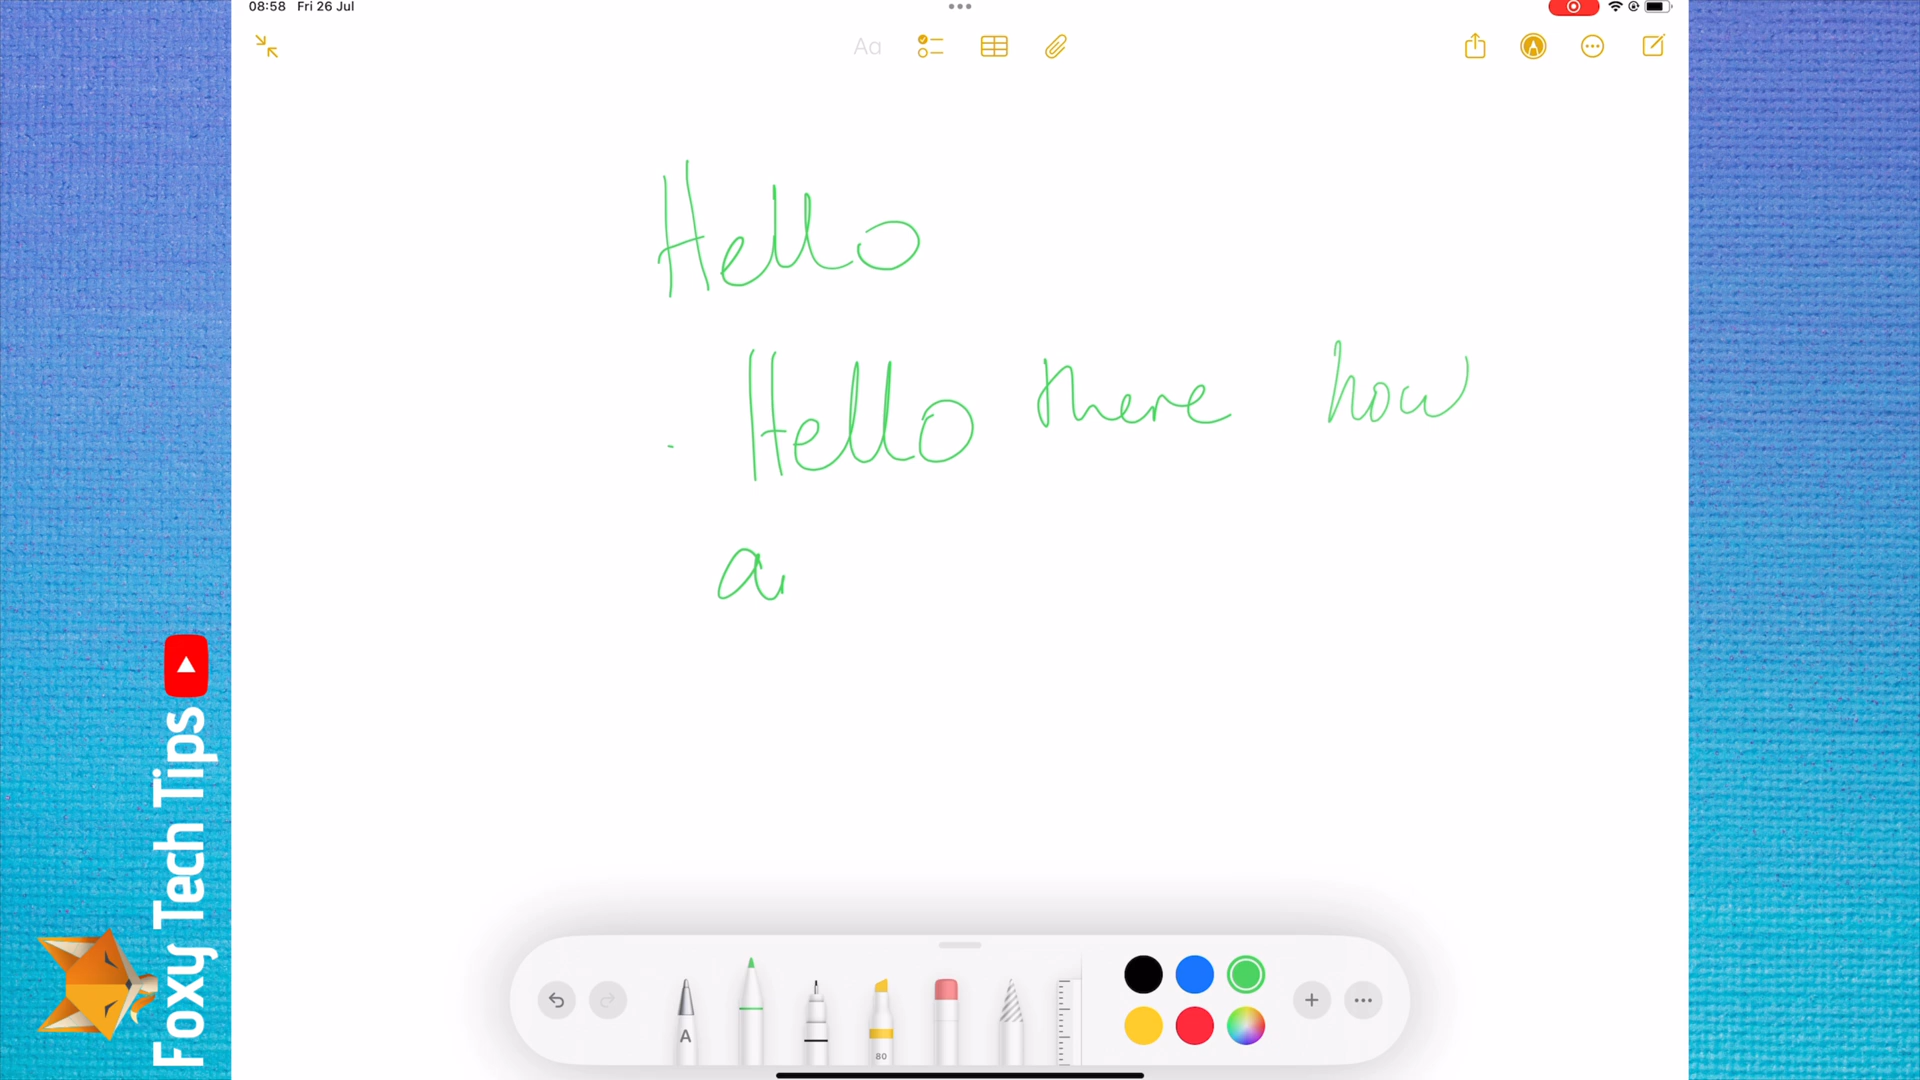 08:58 Fri 26 Jul
Aa
Hello
Hello there how
a
A
80
Foxy Tech Tips